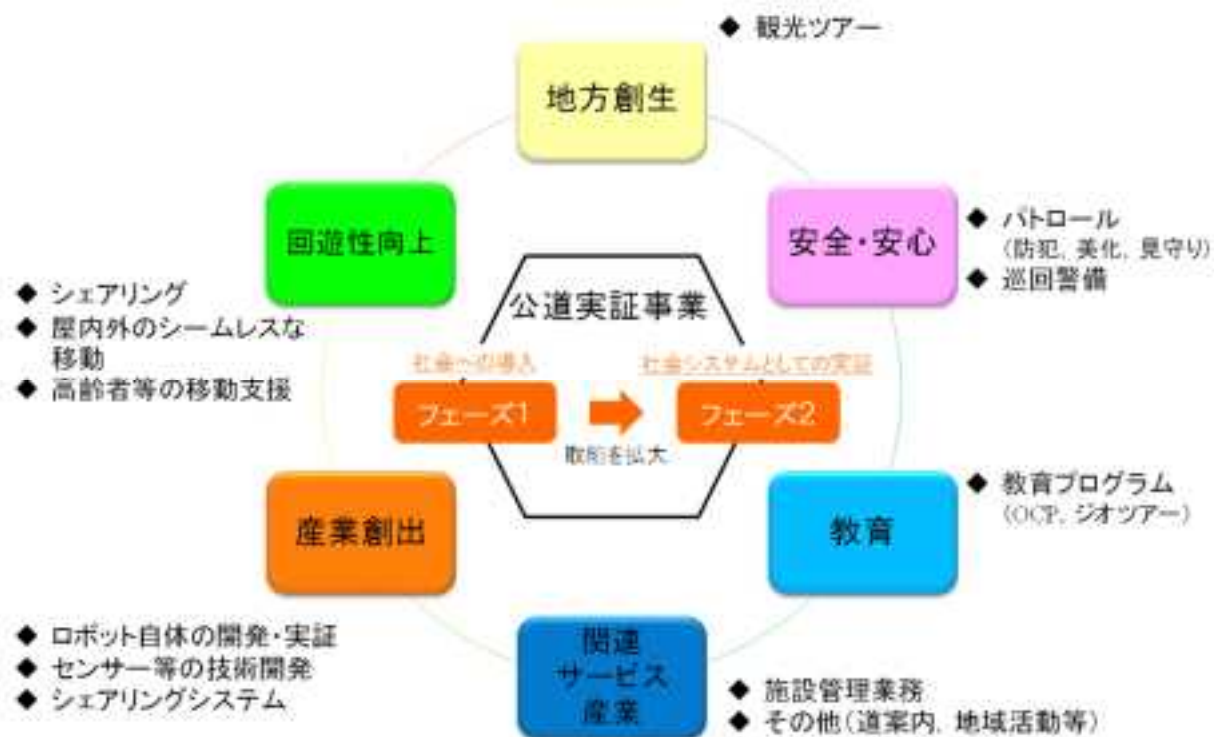 ◆ 観光ツアー
地方創生
回遊性向上
安全・安心
◆ パトロール
(防犯, 美化, 見守り)
◆ 巡回警備
◆ シェアリング
◆ 屋内外のシームレスな
移動
◆ 高齢者等の移動支援
公道実証事業
社会への導入
社会システムとしての実証
フェーズ1
フェーズ2
取組を拡大
産業創出
教育
◆ 教育プログラム
(OCP, ジオツアー)
◆ ロボット自体の開発・実証
◆ センサー等の技術開発
◆ シェアリングシステム
関連
サービス
産業
◆ 施設管理業務
◆ その他(道案内, 地域活動等)